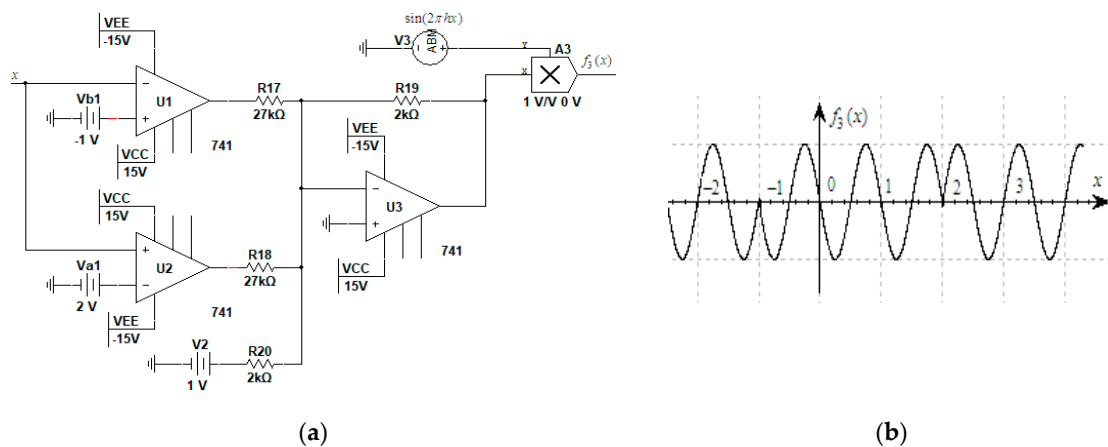 sin(2πhx)
VEE
-15V
V3
ABM
Y
A3
f₃(x)
x
X
1 V/V 0 V
U1
R17
27kΩ
R19
2kΩ
Vb1
-1 V
VCC
15V
741
VEE
-15V
U3
741
VCC
15V
VCC
15V
U2
R18
27kΩ
Va1
2 V
741
VEE
-15V
V2
1 V
R20
2kΩ
f₃(x)
-2
-1
0
1
2
3
x
(a)
(b)